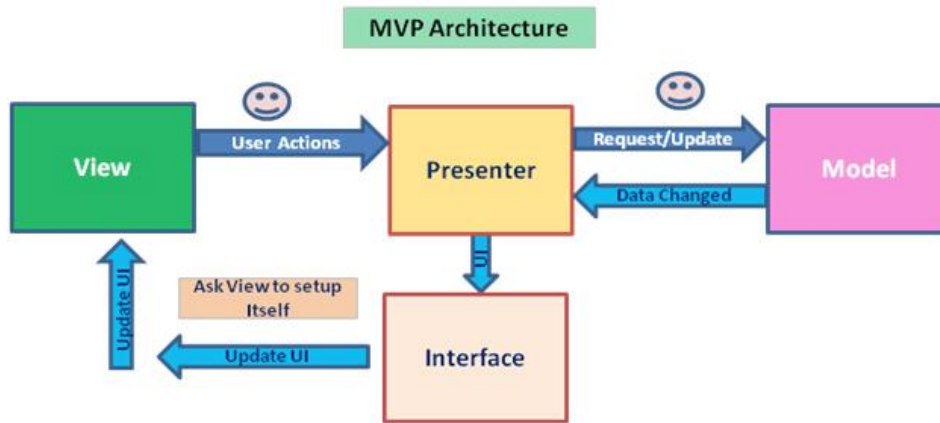 MVP Architecture
View
User Actions
Presenter
Request/Update
Model
Data Changed
UI
Update UI
Ask View to setup
Itself
Update UI
Interface